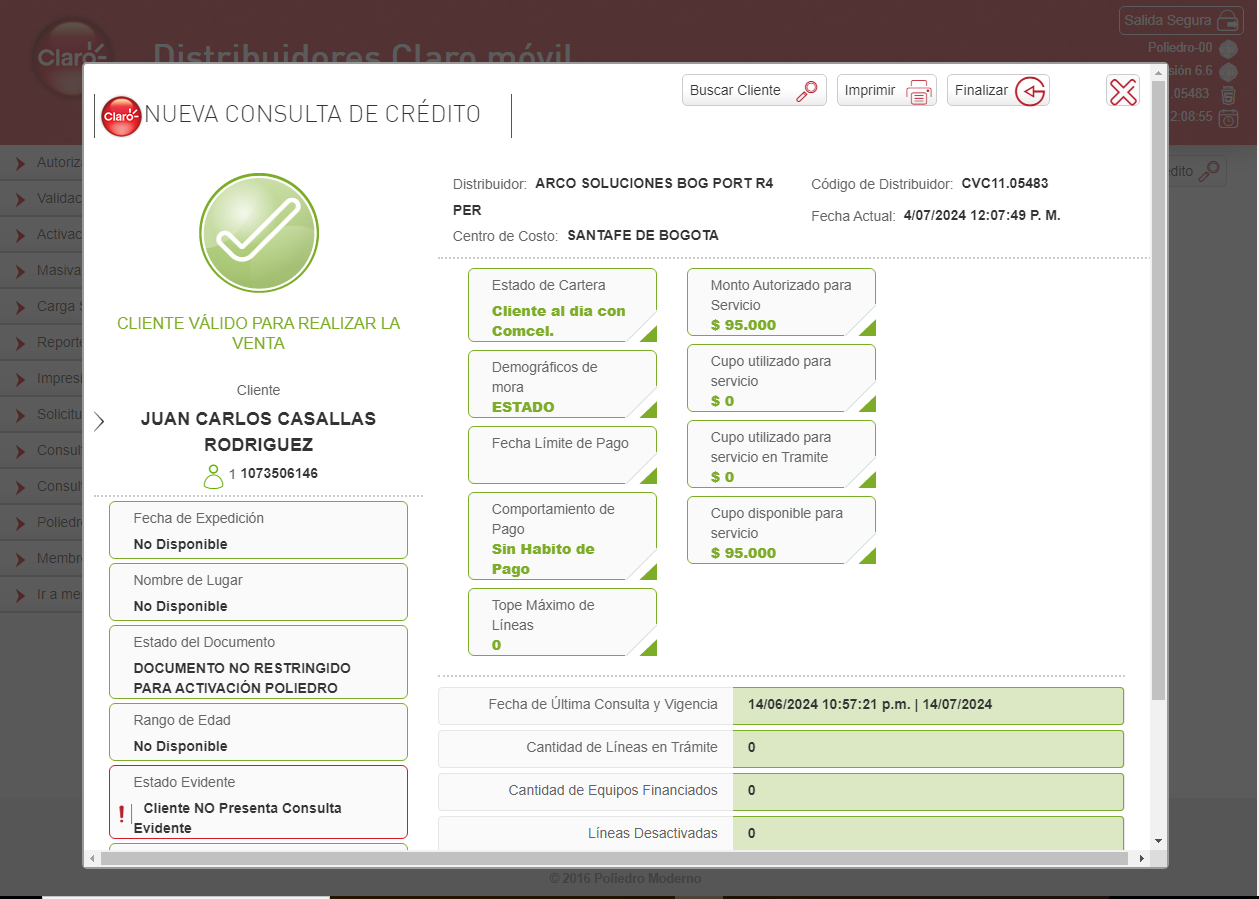 Claro
Distribuidores Claro móvil
Salida Segura
Poliedro-00
sión 6.6
.05483
2:08:55
Buscar Cliente
Imprimir
Finalizar
Claro
NUEVA CONSULTA DE CRÉDITO
Autoriz
Validac
Activac
Masiva
Carga
Reporte
Impresi
Solicitu
Consul
Consul
Poliedr
Membr
Ir a me
dito
CLIENTE VÁLIDO PARA REALIZAR LA
VENTA
Cliente
JUAN CARLOS CASALLAS
RODRIGUEZ
1 1073506146
Fecha de Expedición
No Disponible
Nombre de Lugar
No Disponible
Estado del Documento
DOCUMENTO NO RESTRINGIDO
PARA ACTIVACIÓN POLIEDRO
Rango de Edad
No Disponible
Estado Evidente
! Cliente NO Presenta Consulta
Evidente
Distribuidor: ARCO SOLUCIONES BOG PORT R4
PER
Centro de Costo: SANTAFE DE BOGOTA
Código de Distribuidor: CVC11.05483
Fecha Actual: 4/07/2024 12:07:49 P. M.
Estado de Cartera
Cliente al día con
Comcel.
Demográficos de
mora
ESTADO
Fecha Límite de Pago
Comportamiento de
Pago
Sin Habito de
Pago
Tope Máximo de
Líneas
0
Monto Autorizado para
Servicio
$ 95.000
Cupo utilizado para
servicio
$ 0
Cupo utilizado para
servicio en Tramite
$ 0
Cupo disponible para
servicio
$ 95.000
Fecha de Última Consulta y Vigencia 14/06/2024 10:57:21 p.m. | 14/07/2024
Cantidad de Líneas en Trámite 0
Cantidad de Equipos Financiados 0
Líneas Desactivadas 0
© 2016 Poliedro Moderno